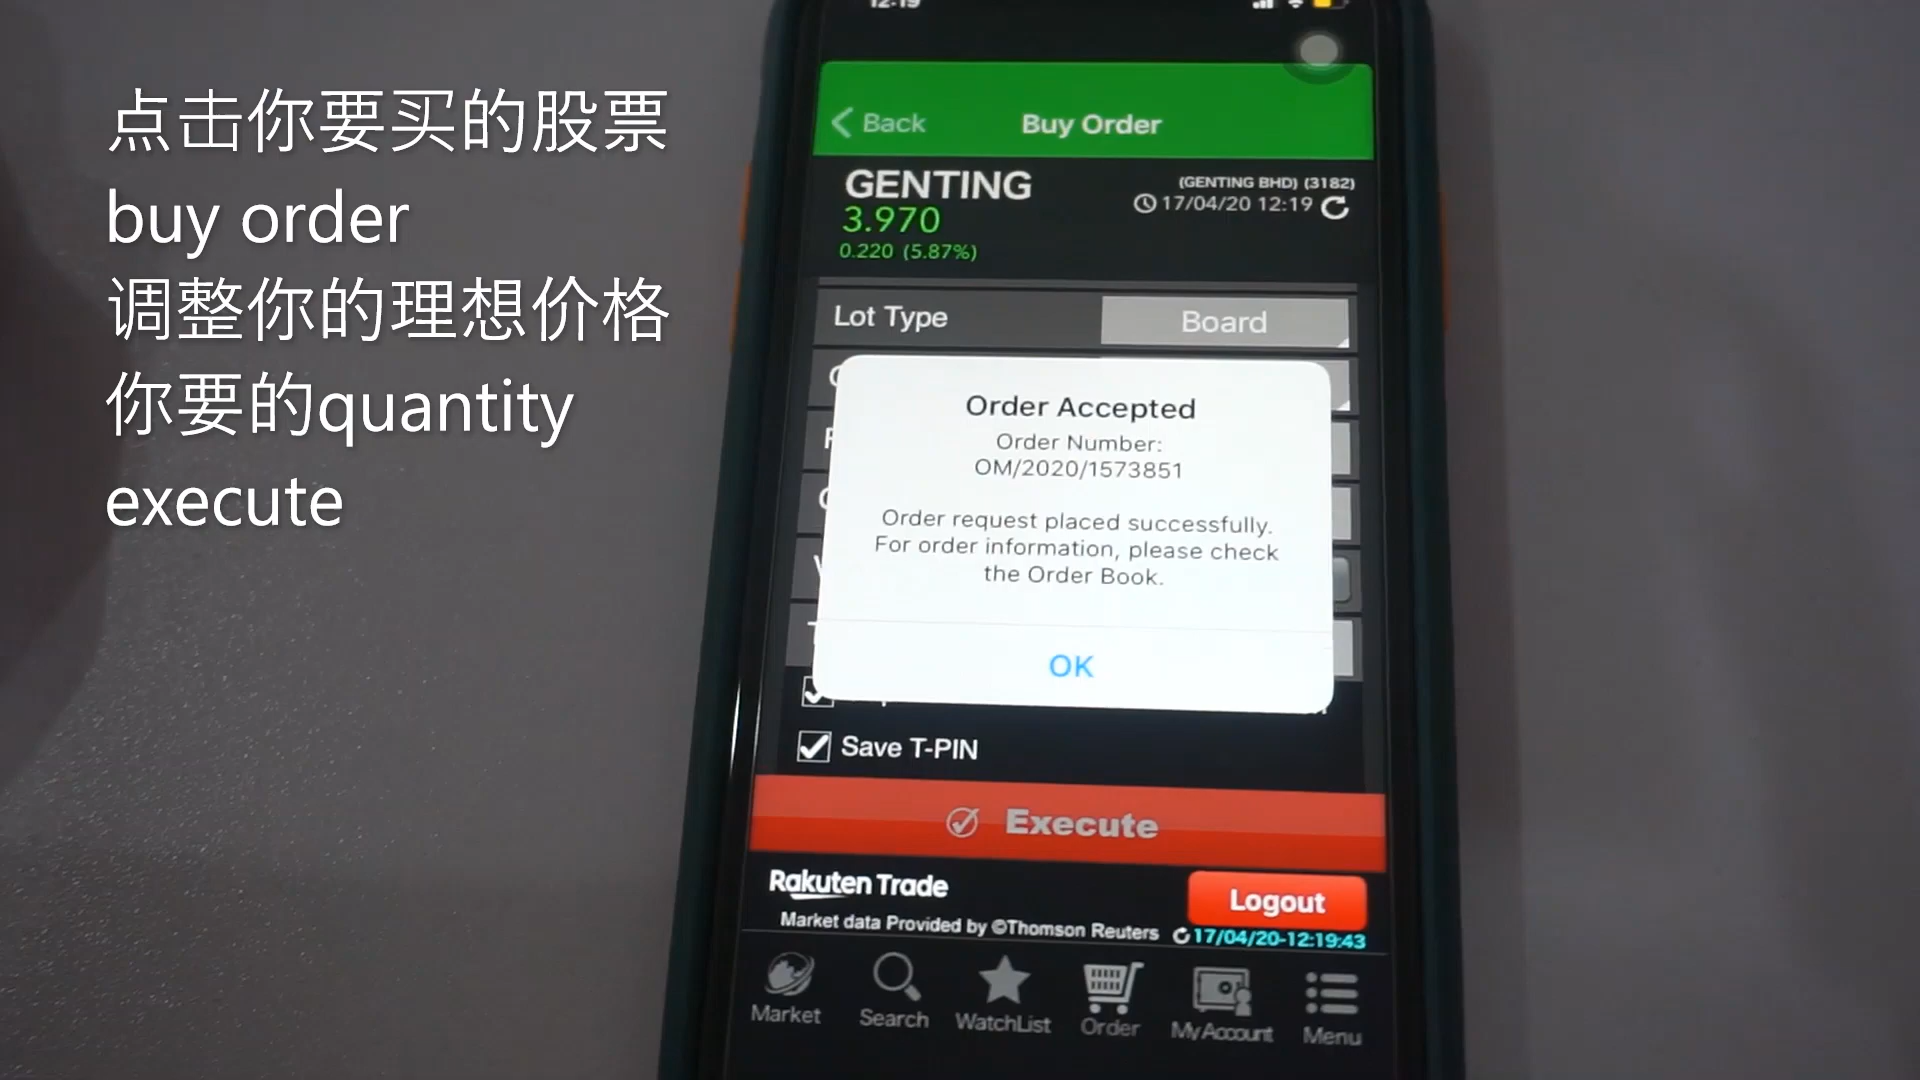 点击你要买的股票
buy order
调整你的理想价格
你要的quantity
execute
12:19
Back
Buy Order
GENTING
(GENTING BHD) (3182)
3.970
17/04/20 12:19
0.220 (5.87%)
Lot Type
Board
Order Accepted
Order Number:
OM/2020/1573851
Order request placed successfully.
For order information, please check
the Order Book.
OK
Save T-PIN
Execute
Rakuten Trade
Logout
Market data Provided by ©Thomson Reuters
17/04/20-12:19:43
Market
Search
WatchList
Order
My Account
Menu